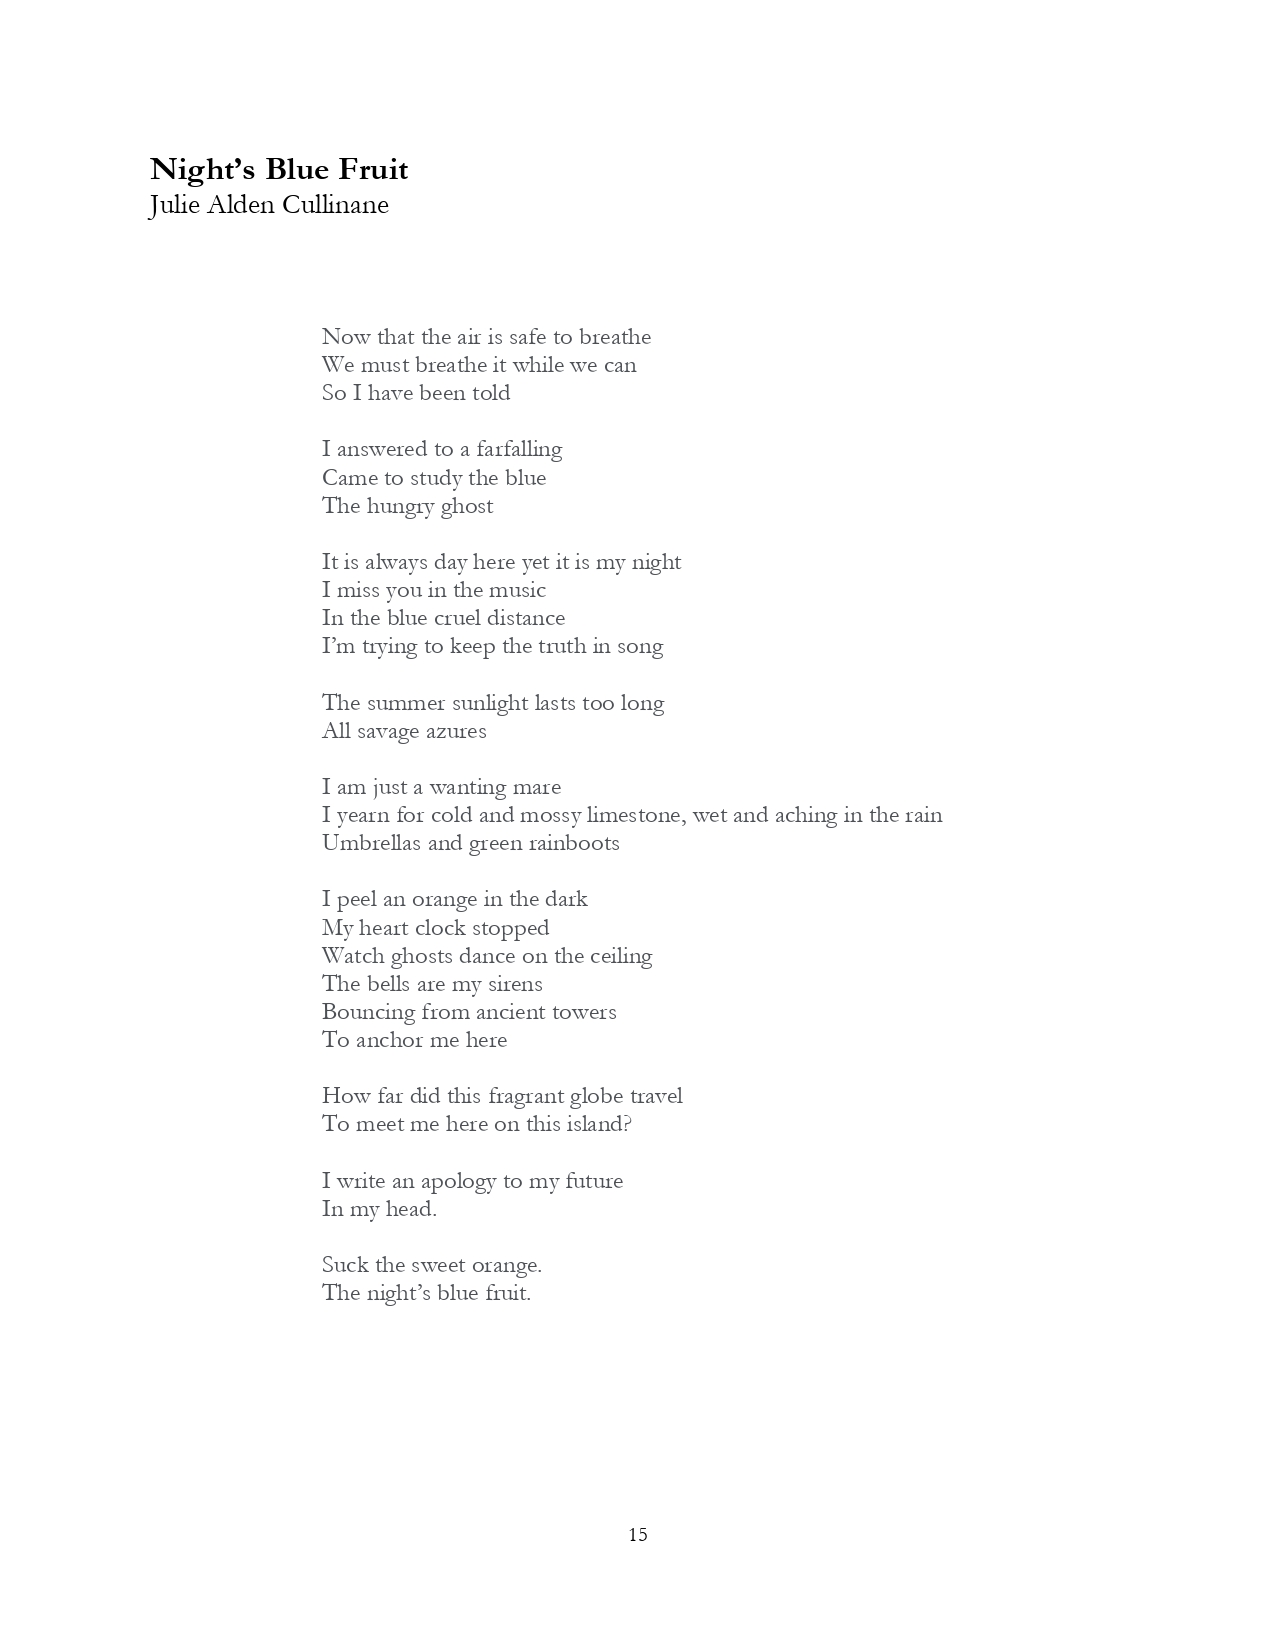 Night’s Blue Fruit
Julie Alden Cullinane
Now that the air is safe to breathe
We must breathe it while we can
So I have been told
I answered to a farfalling
Came to study the blue
The hungry ghost
It is always day here yet it is my night
I miss you in the music
In the blue cruel distance
I’m trying to keep the truth in song
The summer sunlight lasts too long
All savage azures
I am just a wanting mare
I yearn for cold and mossy limestone, wet and aching in the rain
Umbrellas and green rainboots
I peel an orange in the dark
My heart clock stopped
Watch ghosts dance on the ceiling
The bells are my sirens
Bouncing from ancient towers
To anchor me here
How far did this fragrant globe travel
To meet me here on this island?
I write an apology to my future
In my head.
Suck the sweet orange.
The night’s blue fruit.
15